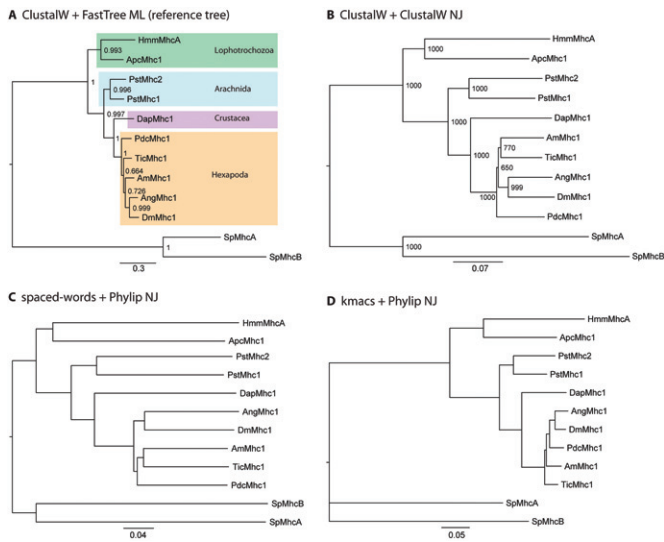 A ClustalW + FastTree ML (reference tree)
HmmMhcA
0.993
Lophotrochozoa
ApcMhc1
1
PstMhc2
0.996
Arachnida
PstMhc1
0.997
DapMhc1
Crustacea
1
PdcMhc1
1
TicMhc1
0.664
AmMhc1
Hexapoda
0.726
AngMhc1
0.999
DmMhc1
SpMhcA
1
SpMhcB
0.3
B ClustalW + ClustalW NJ
HmmMhcA
1000
ApcMhc1
1000
PstMhc2
1000
PstMhc1
1000
DapMhc1
AmMhc1
770
1000
TicMhc1
650
AngMhc1
999
1000
DmMhc1
PdcMhc1
SpMhcA
1000
SpMhcB
0.07
C spaced-words + Phylip NJ
HmmMhcA
ApcMhc1
PstMhc2
PstMhc1
DapMhc1
AngMhc1
DmMhc1
AmMhc1
TicMhc1
PdcMhc1
SpMhcB
SpMhcA
0.04
D kmacs + Phylip NJ
HmmMhcA
ApcMhc1
PstMhc2
PstMhc1
DapMhc1
AngMhc1
DmMhc1
PdcMhc1
AmMhc1
TicMhc1
SpMhcA
SpMhcB
0.05